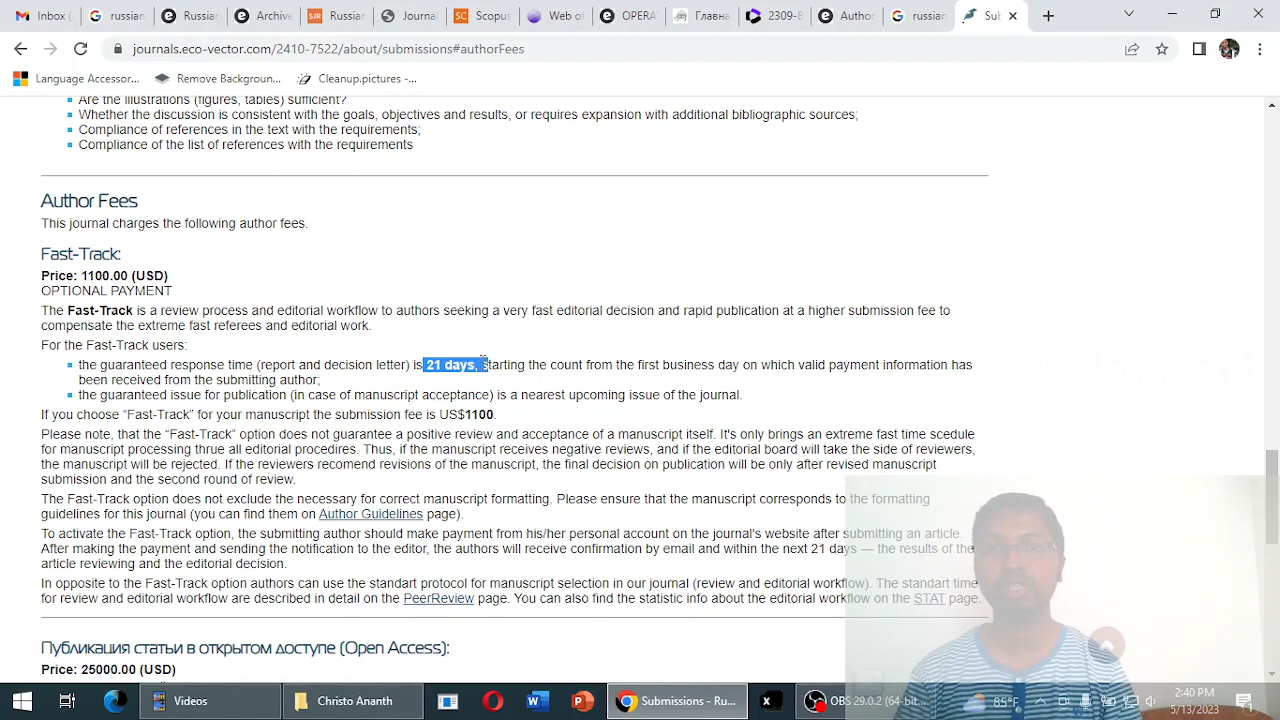 Inbox (
Russian
Archive
Russian
Journal
Scopus
Web of
OPERA
Главна
2309-8
Author
russian
Sub
journals.eco-vector.com/2410-7522/about/submissions#authorFees
Language Accessor...
Remove Backgroun...
Cleanup.pictures -...
Are the illustrations (figures, tables) sufficient?
Whether the discussion is consistent with the goals, objectives and results, or requires expansion with additional bibliographic sources;
Compliance of references in the text with the requirements;
Compliance of the list of references with the requirements
Author Fees
This journal charges the following author fees.
Fast-Track:
Price: 1100.00 (USD)
OPTIONAL PAYMENT
The Fast-Track is a review process and editorial workflow to authors seeking a very fast editorial decision and rapid publication at a higher submission fee to
compensate the extreme fast referees and editorial work.
For the Fast-Track users:
the guaranteed response time (report and decision letter) is 21 days, starting the count from the first business day on which valid payment information has
been received from the submitting author;
the guaranteed issue for publication (in case of manuscript acceptance) is a nearest upcoming issue of the journal.
If you choose “Fast-Track” for your manuscript the submission fee is US$1100.
Please note, that the “Fast-Track“ option does not guarantee a positive review and acceptance of a manuscript itself. It's only brings an extreme fast time scedule
for manuscript processing thrue all editorial procedires. Thus, if the manuscript receives negative reviews, and if the editorial board will take the side of reviewers,
the manuscript will be rejected. If the reviewers recomend revisions of the manuscript, the final decision on publication will be only after revised manuscript
submission and the second round of review.
The Fast-Track option does not exclude the necessary for correct manuscript formatting. Please ensure that the manuscript corresponds to the formatting
guidelines for this journal (you can find them on Author Guidelines page).
To activate the Fast-Track option, the submitting author should make payment from his/her personal account on the journal's website after submitting an article.
After making the payment and sending the notification to the editor, the authors will receive confirmation by email and within the next 21 days — the results of the
article reviewing and the editorial decision.
In opposite to the Fast-Track option authors can use the standart protocol for manuscript selection in our journal (review and editorial workflow). The standart time
for review and editorial workflow are described in detail on the PeerReview page. You can also find the statistic info about the editorial workflow on the STAT page.
Публикация статьи в открытом доступе (Open Access):
Price: 25000.00 (USD)
Christo Anant
Videos
Christo Ananth
Submissions - Ru...
OBS 29.0.2 (64-bit...
85°F
2:40 PM
5/13/2023